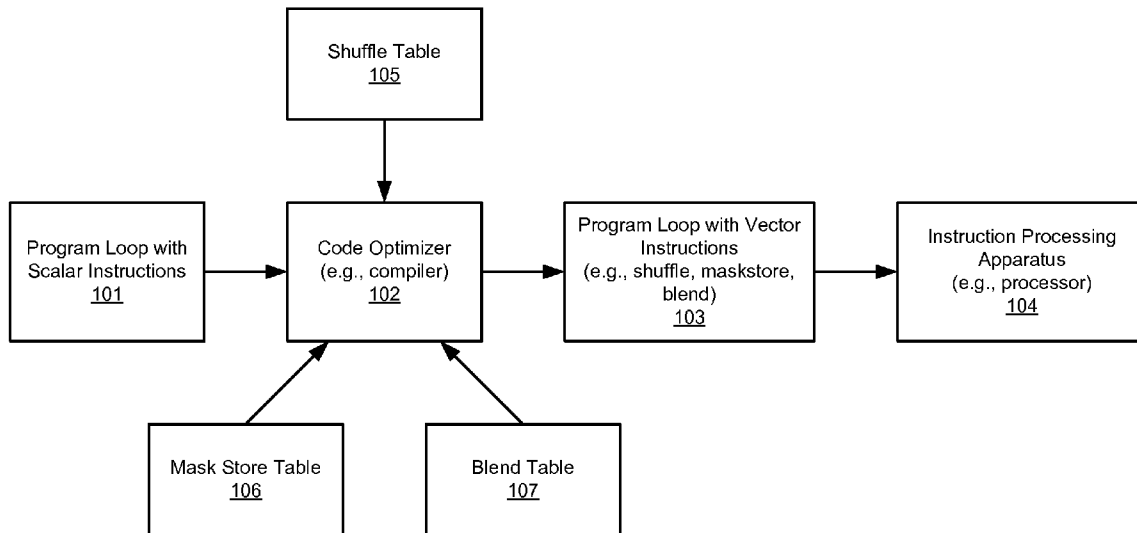 Shuffle Table
105
Program Loop with
Scalar Instructions
101
Code Optimizer
(e.g., compiler)
102
Program Loop with Vector
Instructions
(e.g., shuffle, maskstore,
blend)
103
Instruction Processing
Apparatus
(e.g., processor)
104
Mask Store Table
106
Blend Table
107